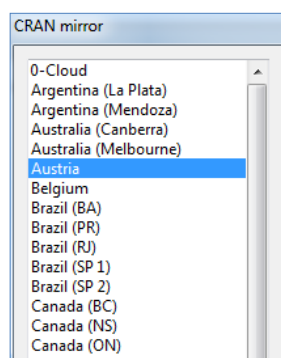 CRAN mirror
0-Cloud
Argentina (La Plata)
Argentina (Mendoza)
Australia (Canberra)
Australia (Melbourne)
Austria
Belgium
Brazil (BA)
Brazil (PR)
Brazil (RJ)
Brazil (SP 1)
Brazil (SP 2)
Canada (BC)
Canada (NS)
Canada (ON)